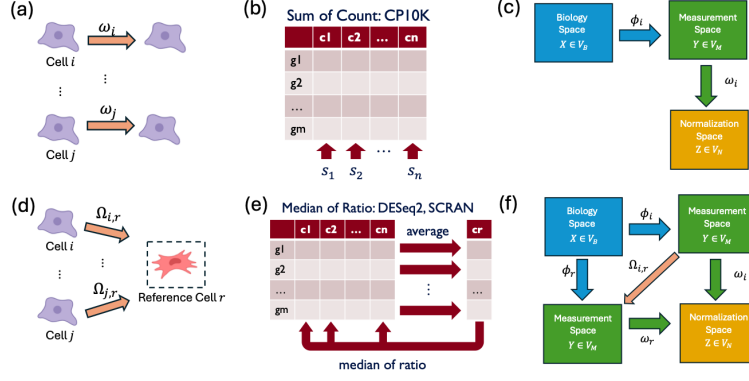 (a)
ω_i
Cell i
⋮ ⋮
ω_j
Cell j
(b)
Sum of Count: CP10K
c1 c2 ... cn
g1
g2
...
gm
...
s_1 s_2 s_n
(c)
Biology
Space
X ∈ V_B
ϕ_i
Measurement
Space
Y ∈ V_M
ω_i
Normalization
Space
Z ∈ V_N
(d)
Ω_{i,r}
Cell i
⋮ ⋮
Ω_{j,r}
Cell j
Reference Cell r
(e)
Median of Ratio: DESeq2, SCRAN
c1 c2 ... cn
average
cr
g1
g2
... ⋮ ...
gm
median of ratio
(f)
Biology
Space
X ∈ V_B
ϕ_i
Measurement
Space
Y ∈ V_M
ϕ_r
Ω_{i,r}
ω_i
Measurement
Space
Y ∈ V_M
ω_r
Normalization
Space
Z ∈ V_N